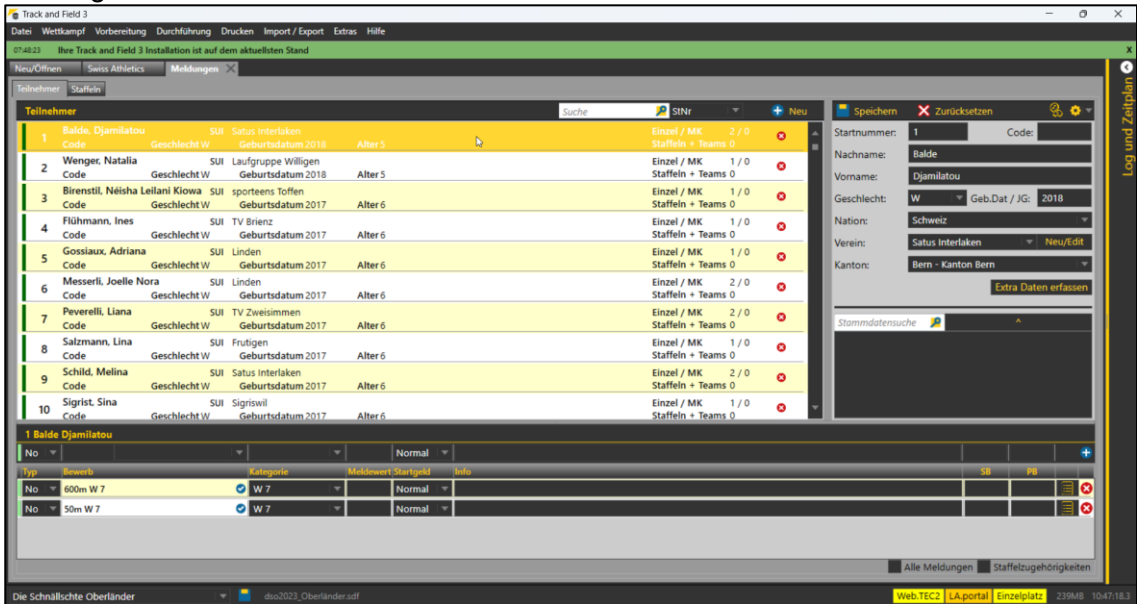 Track and Field 3
Datei Wettkampf Vorbereitung Durchführung Drucken Import / Export Extras Hilfe
07:48:23 Ihre Track and Field 3 Installation ist auf dem aktuellsten Stand X
Neu/Öffnen Swiss Athletics Meldungen
Teilnehmer Staffeln
Teilnehmer Suche StNr Neu
1 Balde, Djamilatou SUI Satus Interlaken Einzel / MK 2 / 0
Code Geschlecht W Geburtsdatum 2018 Alter 5 Staffeln + Teams 0
2 Wenger, Natalia SUI Laufgruppe Willigen Einzel / MK 1 / 0
Code Geschlecht W Geburtsdatum 2018 Alter 5 Staffeln + Teams 0
3 Birenstil, Néisha Leilani Kiowa SUI sporteens Toffen Einzel / MK 1 / 0
Code Geschlecht W Geburtsdatum 2017 Alter 6 Staffeln + Teams 0
4 Flühmann, Ines SUI TV Brienz Einzel / MK 1 / 0
Code Geschlecht W Geburtsdatum 2017 Alter 6 Staffeln + Teams 0
5 Gossiaux, Adriana SUI Linden Einzel / MK 1 / 0
Code Geschlecht W Geburtsdatum 2017 Alter 6 Staffeln + Teams 0
6 Messerli, Joelle Nora SUI Linden Einzel / MK 2 / 0
Code Geschlecht W Geburtsdatum 2017 Alter 6 Staffeln + Teams 0
7 Peverelli, Liana SUI TV Zweisimmen Einzel / MK 2 / 0
Code Geschlecht W Geburtsdatum 2017 Alter 6 Staffeln + Teams 0
8 Salzmann, Lina SUI Frutigen Einzel / MK 1 / 0
Code Geschlecht W Geburtsdatum 2017 Alter 6 Staffeln + Teams 0
9 Schild, Melina SUI Satus Interlaken Einzel / MK 2 / 0
Code Geschlecht W Geburtsdatum 2017 Alter 6 Staffeln + Teams 0
10 Sigrist, Sina SUI Sigriswil Einzel / MK 1 / 0
Code Geschlecht W Geburtsdatum 2017 Alter 6 Staffeln + Teams 0
Speichern Zurücksetzen
Startnummer: 1 Code:
Nachname: Balde
Vorname: Djamilatou
Geschlecht: W Geb.Dat / JG: 2018
Nation: Schweiz
Verein: Satus Interlaken Neu/Edit
Kanton: Bern - Kanton Bern
Extra Daten erfassen
Stammdatensuche
Log und Zeitplan
1 Balde Djamilatou
No Normal
Typ Bewerb Kategorie Meldewert Startgeld Info SB PB
No 600m W 7 W 7 Normal
No 50m W 7 W 7 Normal
Alle Meldungen Staffelzugehörigkeiten
Die Schnällschte Oberländer dso2023_Oberländer.sdf Web.TEC2 LA.portal Einzelplatz 239MB 10:47:18.3